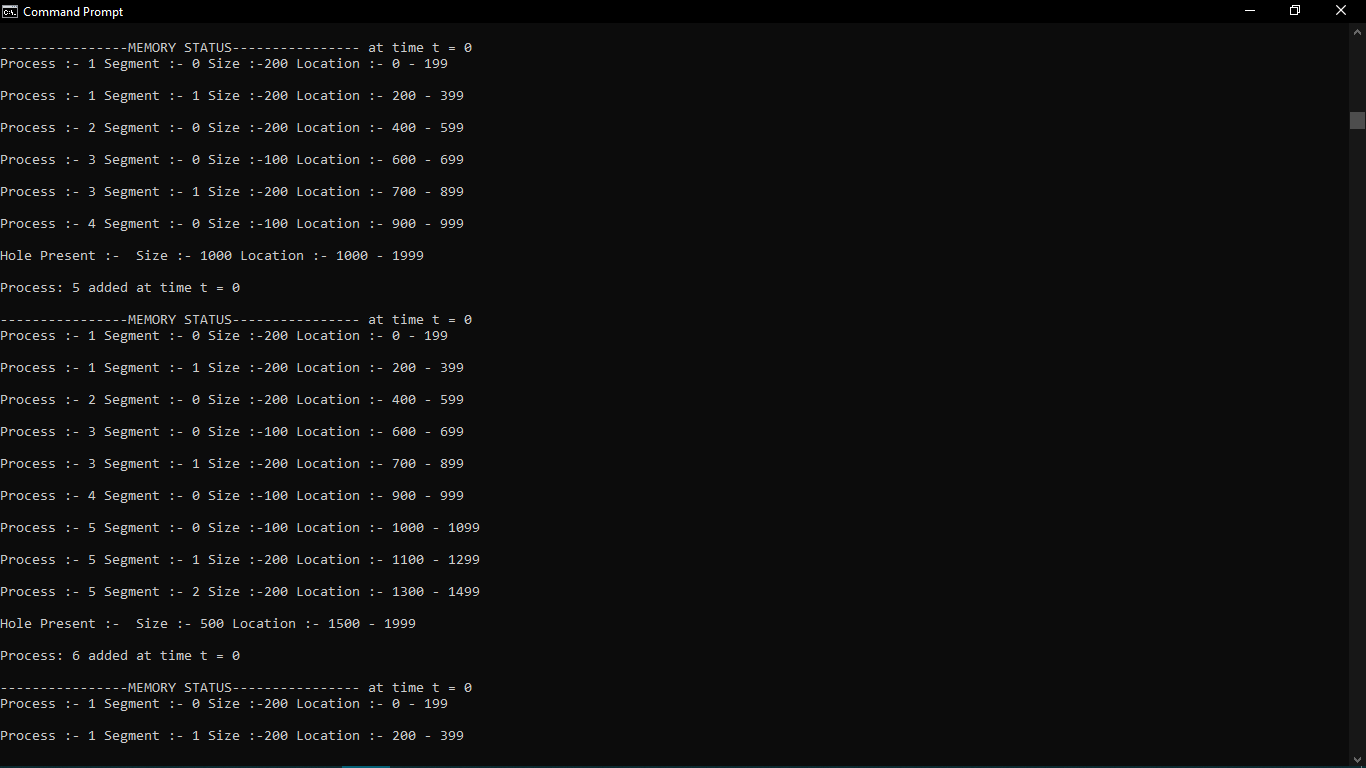 Command Prompt
----------------MEMORY STATUS---------------- at time t = 0
Process :- 1 Segment :- 0 Size :-200 Location :- 0 - 199
Process :- 1 Segment :- 1 Size :-200 Location :- 200 - 399
Process :- 2 Segment :- 0 Size :-200 Location :- 400 - 599
Process :- 3 Segment :- 0 Size :-100 Location :- 600 - 699
Process :- 3 Segment :- 1 Size :-200 Location :- 700 - 899
Process :- 4 Segment :- 0 Size :-100 Location :- 900 - 999
Hole Present :-  Size :- 1000 Location :- 1000 - 1999
Process: 5 added at time t = 0
----------------MEMORY STATUS---------------- at time t = 0
Process :- 1 Segment :- 0 Size :-200 Location :- 0 - 199
Process :- 1 Segment :- 1 Size :-200 Location :- 200 - 399
Process :- 2 Segment :- 0 Size :-200 Location :- 400 - 599
Process :- 3 Segment :- 0 Size :-100 Location :- 600 - 699
Process :- 3 Segment :- 1 Size :-200 Location :- 700 - 899
Process :- 4 Segment :- 0 Size :-100 Location :- 900 - 999
Process :- 5 Segment :- 0 Size :-100 Location :- 1000 - 1099
Process :- 5 Segment :- 1 Size :-200 Location :- 1100 - 1299
Process :- 5 Segment :- 2 Size :-200 Location :- 1300 - 1499
Hole Present :-  Size :- 500 Location :- 1500 - 1999
Process: 6 added at time t = 0
----------------MEMORY STATUS---------------- at time t = 0
Process :- 1 Segment :- 0 Size :-200 Location :- 0 - 199
Process :- 1 Segment :- 1 Size :-200 Location :- 200 - 399